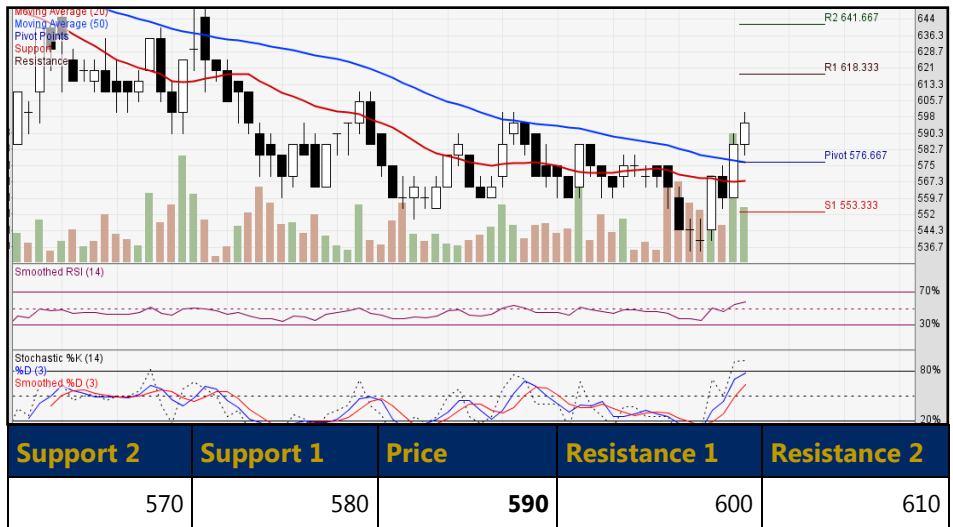 Moving Average (20)
Moving Average (50)
Pivot Points
Support
Resistance
R2 641.667
R1 618.333
Pivot 576.667
S1 553.333
644
636.3
628.7
621
613.3
605.7
598
590.3
582.7
575
567.3
559.7
552
544.3
536.7
Smoothed RSI (14)
70%
30%
Stochastic %K (14)
%D (3)
Smoothed %D (3)
80%
20%
Support 2 Support 1 Price Resistance 1 Resistance 2
570 580 590 600 610